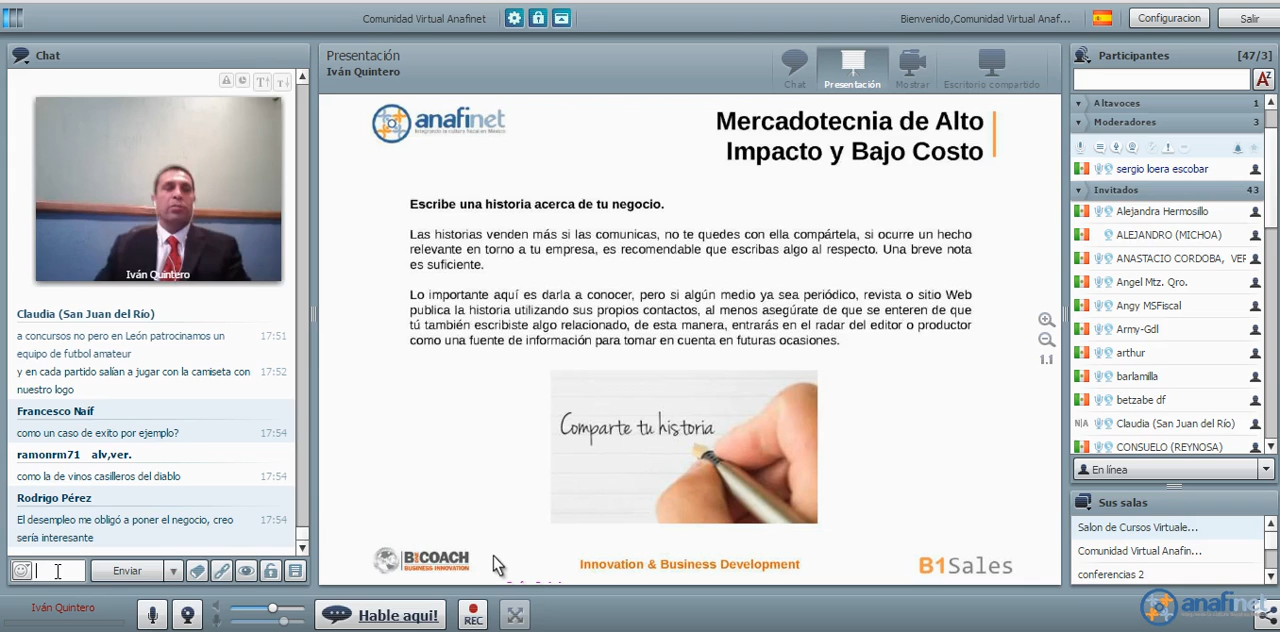 Comunidad Virtual Anafinet
Bienvenido,Comunidad Virtual Anaf...
Configuracion
Salir
Chat
Iván Quintero
Claudia (San Juan del Río)
a concursos no pero en León patrocinamos un
equipo de futbol amateur
17:51
y en cada partido salían a jugar con la camiseta con
nuestro logo
17:52
Francesco Naíf
como un caso de exito por ejemplo?
17:54
ramonrm71 alv,ver.
como la de vinos casilleros del diablo
17:54
Rodrigo Pérez
El desempleo me obligó a poner el negocio, creo
sería interesante
17:54
Enviar
Presentación
Iván Quintero
Chat
Presentación
Mostrar
Escritorio compartido
anafinet
Integrando la cultura fiscal en México
Mercadotecnia de Alto
Impacto y Bajo Costo
Escribe una historia acerca de tu negocio.
Las historias venden más si las comunicas, no te quedes con ella compártela, si ocurre un hecho
relevante en torno a tu empresa, es recomendable que escribas algo al respecto. Una breve nota
es suficiente.
Lo importante aquí es darla a conocer, pero si algún medio ya sea periódico, revista o sitio Web
publica la historia utilizando sus propios contactos, al menos asegúrate de que se enteren de que
tú también escribiste algo relacionado, de esta manera, entrarás en el radar del editor o productor
como una fuente de información para tomar en cuenta en futuras ocasiones.
Comparte tu historia
BUSINESS INNOVATION
Innovation & Business Development
B1Sales
1.1
Participantes
[47/3]
Altavoces
1
Moderadores
3
sergio loera escobar
Invitados
43
Alejandra Hermosillo
ALEJANDRO (MICHOA)
ANASTACIO CORDOBA, VER
Angel Mtz. Qro.
Angy MSFiscal
Army-Gdl
arthur
barlamilla
betzabe df
N/A Claudia (San Juan del Río)
CONSUELO (REYNOSA)
En línea
Sus salas
Salon de Cursos Virtuale...
Comunidad Virtual Anafin...
conferencias 2
Iván Quintero
Hable aqui!
REC
anafinet